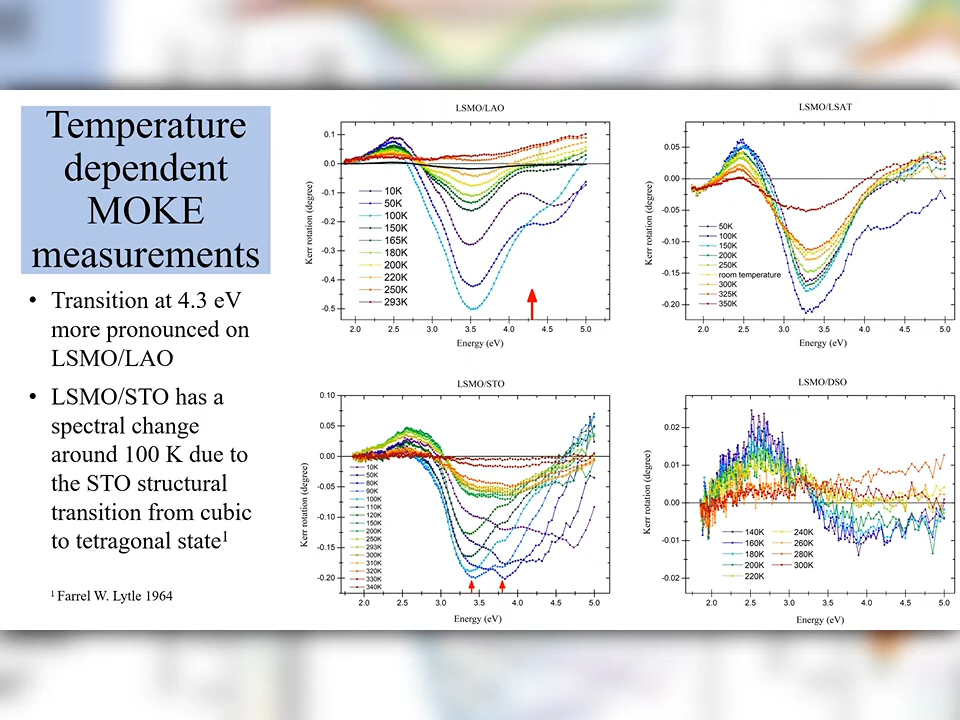 Temperature
dependent
MOKE
measurements
• Transition at 4.3 eV
more pronounced on
LSMO/LAO
• LSMO/STO has a
spectral change
around 100 K due to
the STO structural
transition from cubic
to tetragonal state¹
¹ Farrel W. Lytle 1964
LSMO/LAO
Kerr rotation (degree)
0.1
0.0
-0.1
-0.2
-0.3
-0.4
-0.5
10K
50K
100K
150K
165K
180K
200K
220K
250K
293K
2.0 2.5 3.0 3.5 4.0 4.5 5.0
Energy (eV)
LSMO/LSAT
Kerr rotation (degree)
0.05
0.00
-0.05
-0.10
-0.15
-0.20
50K
100K
150K
200K
250K
room temperature
300K
325K
350K
2.0 2.5 3.0 3.5 4.0 4.5 5.0
Energy (eV)
LSMO/STO
Kerr rotation (degree)
0.10
0.05
0.00
-0.05
-0.10
-0.15
-0.20
10K
50K
80K
90K
100K
110K
120K
150K
200K
250K
293K
300K
310K
320K
330K
340K
2.0 2.5 3.0 3.5 4.0 4.5 5.0
Energy (eV)
LSMO/DSO
Kerr rotation (degree)
0.02
0.01
0.00
-0.01
-0.02
140K 240K
160K 260K
180K 280K
200K 300K
220K
2.0 2.5 3.0 3.5 4.0 4.5 5.0
Energy (eV)